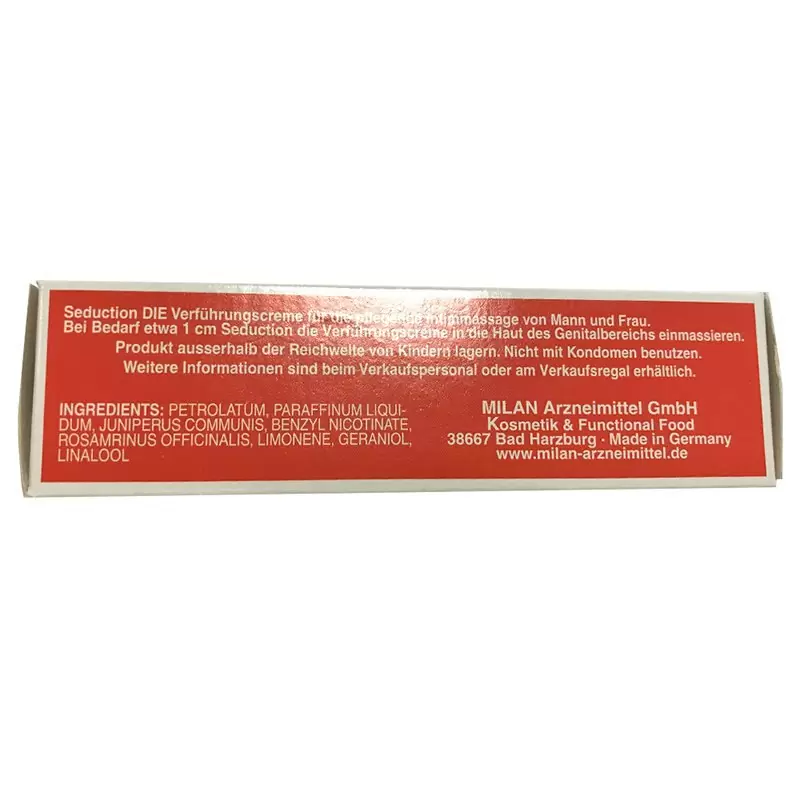 Seduction DIE Verführungscreme für die pflegende Intimmassage von Mann und Frau.
Bei Bedarf etwa 1 cm Seduction die Verführungscreme in die Haut des Genitalbereichs einmassieren.
Produkt ausserhalb der Reichweite von Kindern lagern. Nicht mit Kondomen benutzen.
Weitere Informationen sind beim Verkaufspersonal oder am Verkaufsregal erhältlich.
INGREDIENTS: PETROLATUM, PARAFFINUM LIQUI-
DUM, JUNIPERUS COMMUNIS, BENZYL NICOTINATE,
ROSAMRINUS OFFICINALIS, LIMONENE, GERANIOL,
LINALOOL
MILAN Arzneimittel GmbH
Kosmetik & Functional Food
38667 Bad Harzburg · Made in Germany
www.milan-arzneimittel.de